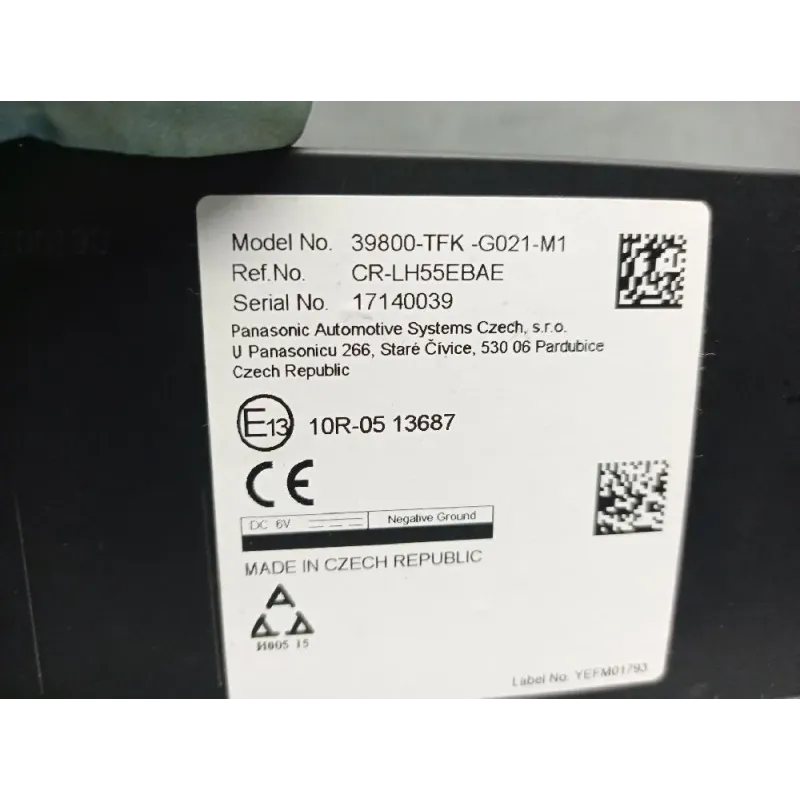 Model No. 39800-TFK -G021-M1
Ref.No. CR-LH55EBAE
Serial No. 17140039
Panasonic Automotive Systems Czech, s.r.o.
U Panasonicu 266, Staré Čívice, 530 06 Pardubice
Czech Republic
E13 10R-05 13687
CE
DC 6V Negative Ground
MADE IN CZECH REPUBLIC
И005 15
Label No. YEFM01793